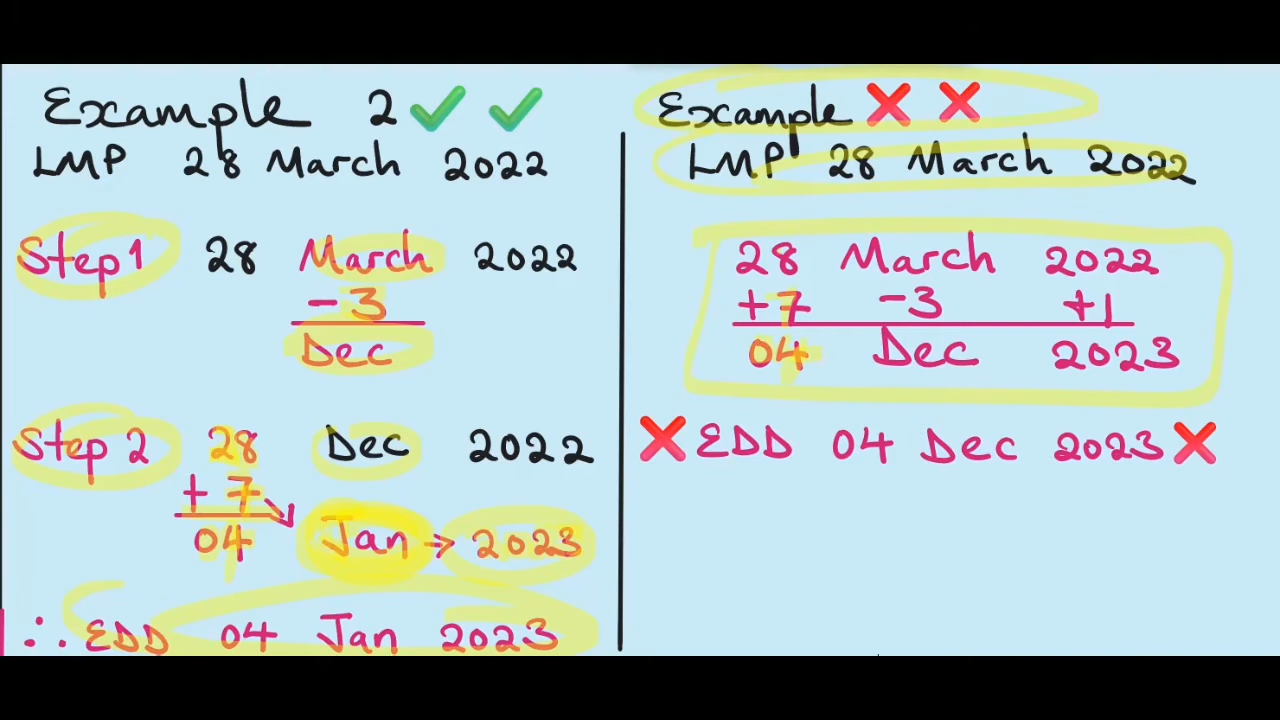 Example 2 ✅ ✅
LMP 28 March 2022
Step 1 28 March 2022
- 3
Dec
Step 2 28 Dec 2022
+ 7
04 Jan → 2023
∴ EDD 04 Jan 2023
Example ❌ ❌
LMP 28 March 2022
28 March 2022
+7 -3 +1
04 Dec 2023
❌ EDD 04 Dec 2023 ❌